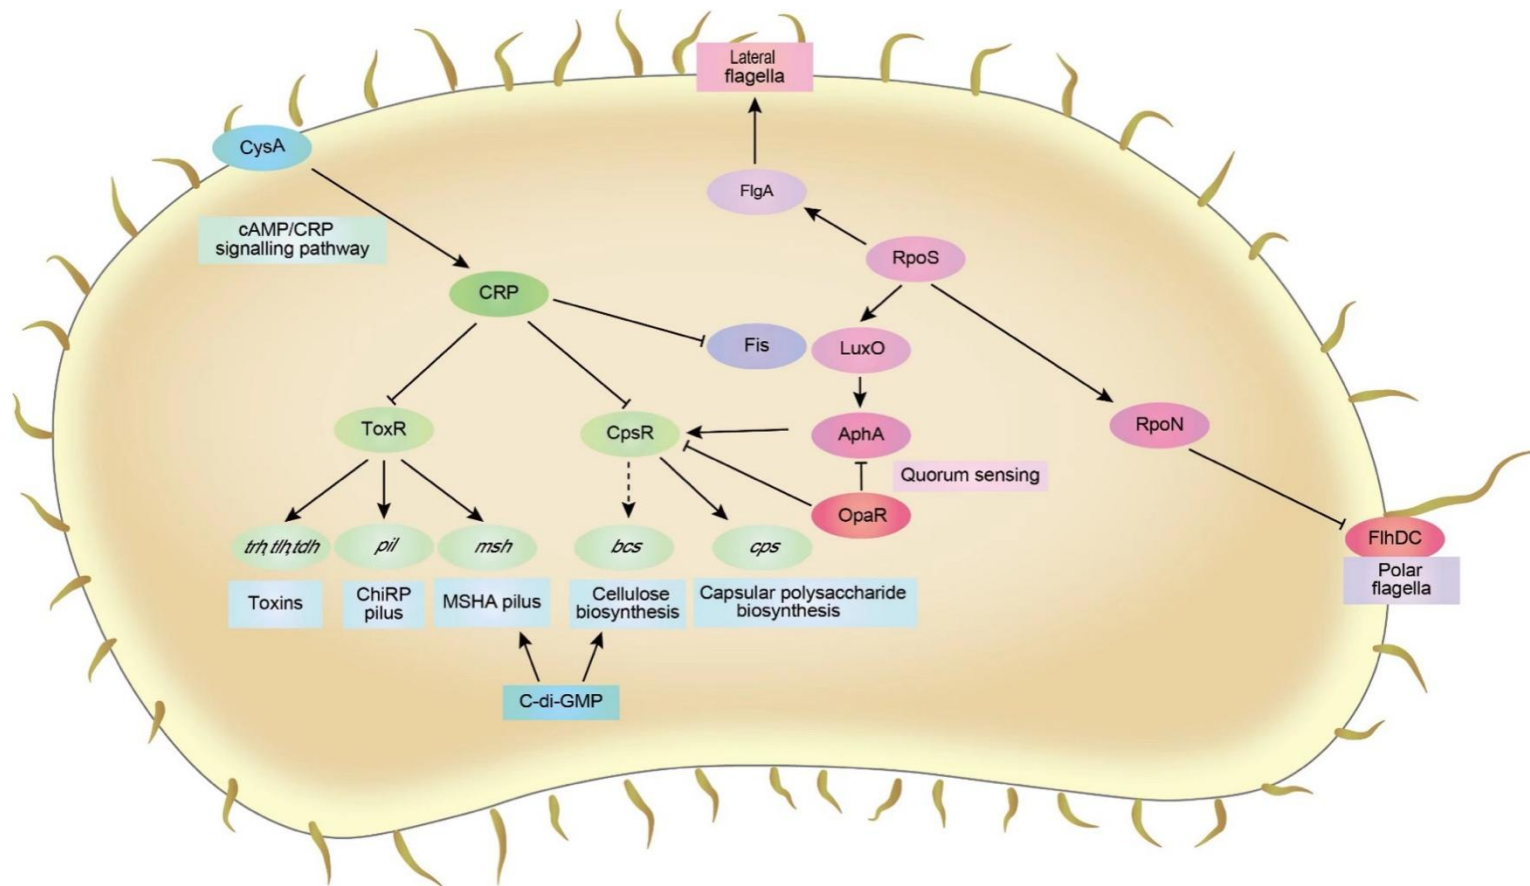 Lateral
flagella
CysA
FlgA
cAMP/CRP
signalling pathway
RpoS
CRP
Fis
LuxO
ToxR
CpsR
AphA
RpoN
Quorum sensing
OpaR
FlhDC
trh, tlh,tdh
pil
msh
bcs
cps
Polar
flagella
Toxins
ChiRP
pilus
MSHA pilus
Cellulose
biosynthesis
Capsular polysaccharide
biosynthesis
C-di-GMP